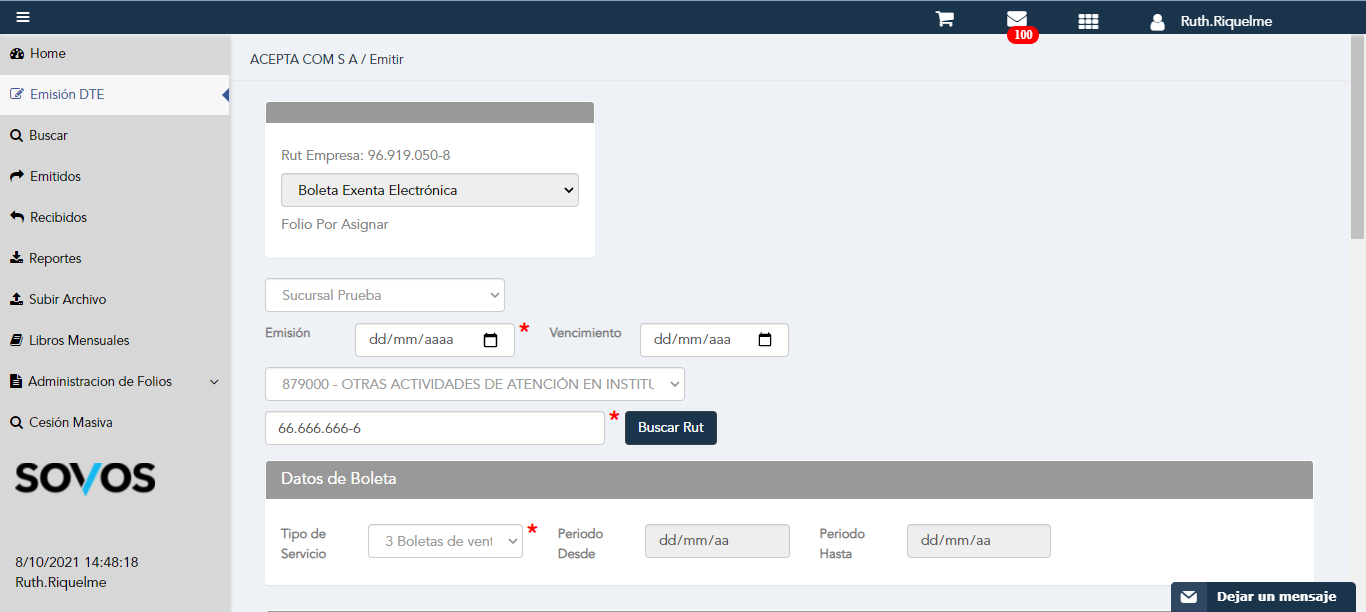 Ruth.Riquelme
100
Home
ACEPTA COM S A / Emitir
Emisión DTE
Buscar
Emitidos
Recibidos
Reportes
Subir Archivo
Libros Mensuales
Administracion de Folios
Cesión Masiva
SOVOS
8/10/2021 14:48:18
Ruth.Riquelme
Rut Empresa: 96.919.050-8
Boleta Exenta Electrónica
Folio Por Asignar
Sucursal Prueba
Emisión dd/mm/aaaa * Vencimiento dd/mm/aaa
879000 - OTRAS ACTIVIDADES DE ATENCIÓN EN INSTITU
66.666.666-6 * Buscar Rut
Datos de Boleta
Tipo de Servicio 3 Boletas de vent * Periodo Desde dd/mm/aa Periodo Hasta dd/mm/aa
Dejar un mensaje